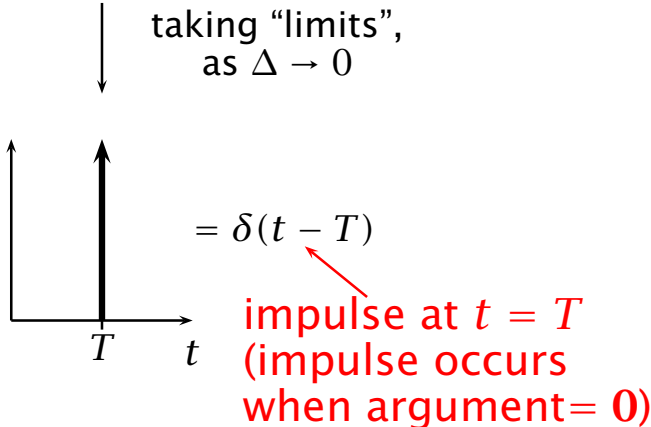 taking “limits”,
as Δ → 0
= δ(t − T)
T
t
impulse at t = T
(impulse occurs
when argument= 0)